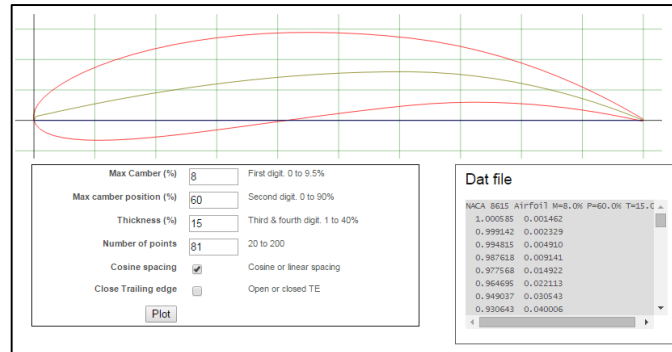 Max Camber (%) 8 First digit. 0 to 9.5%
Max camber position (%) 60 Second digit. 0 to 90%
Thickness (%) 15 Third & fourth digit. 1 to 40%
Number of points 81 20 to 200
Cosine spacing Cosine or linear spacing
Close Trailing edge Open or closed TE
Plot
Dat file
NACA 8615 Airfoil M=8.0% P=60.0% T=15.0
1.000585 0.001462
0.999142 0.002329
0.994815 0.004910
0.987618 0.009141
0.977568 0.014922
0.964695 0.022113
0.949037 0.030543
0.930643 0.040006